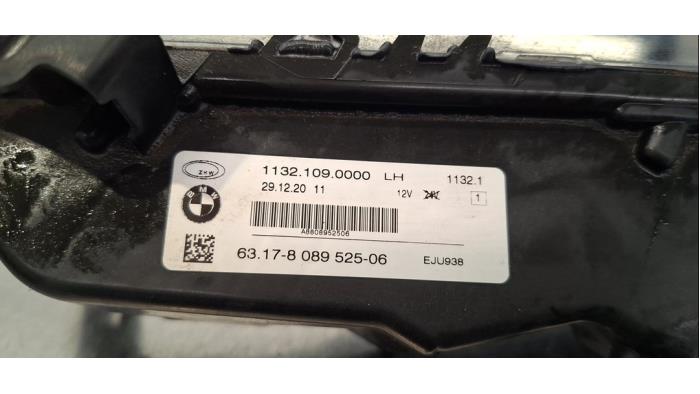 ZKW
1132.109.0000 LH 1132.1
29.12.20 11 12V 1
BMW
A8808952506
63.17-8 089 525-06 EJU938